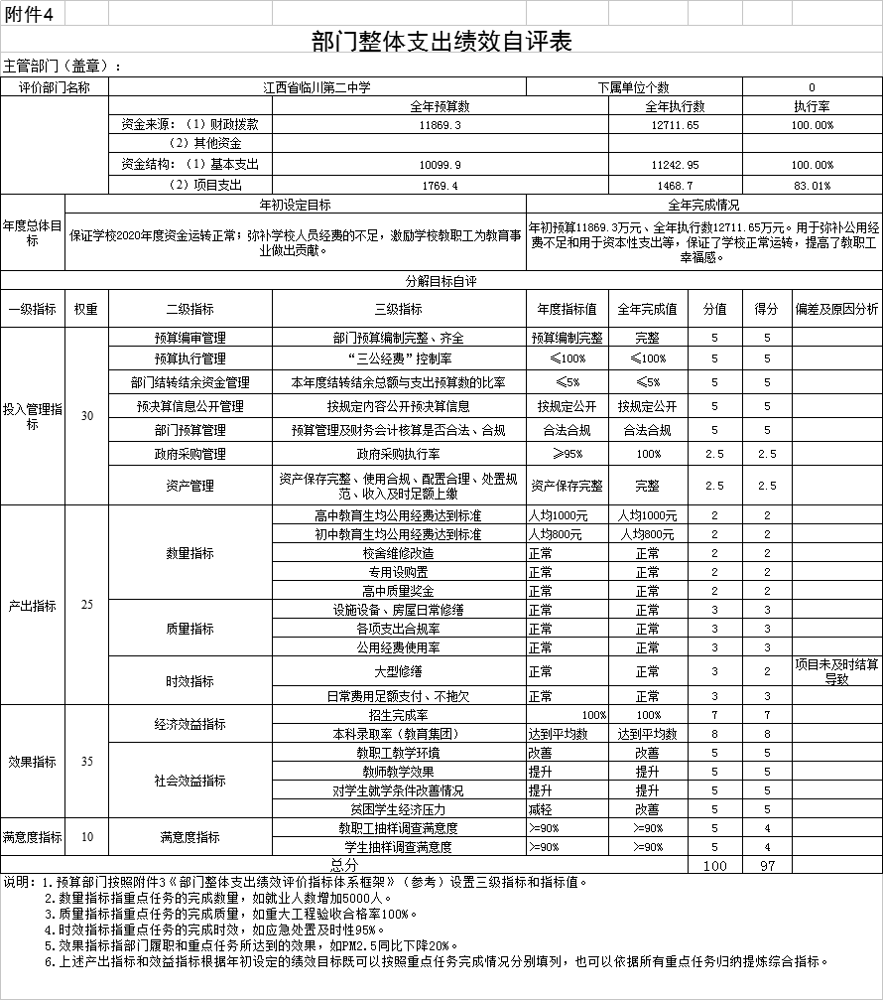 附件4
部门整体支出绩效自评表
主管部门（盖章）：
评价部门名称 江西省临川第二中学 下属单位个数 0
全年预算数 全年执行数 执行率
资金来源：（1）财政拨款 11869.3 12711.65 100.00%
（2）其他资金
资金结构：（1）基本支出 10099.9 11242.95 100.00%
（2）项目支出 1769.4 1468.7 83.01%
年度总体目标
年初设定目标 全年完成情况
保证学校2020年度资金运转正常；弥补学校人员经费的不足，激励学校教职工为教育事
业做出贡献。
年初预算11869.3万元、全年执行数12711.65万元。用于弥补公用经
费不足和用于资本性支出等，保证了学校正常运转，提高了教职工
幸福感。
分解目标自评
一级指标 权重 二级指标 三级指标 年度指标值 全年完成值 分值 得分 偏差及原因分析
投入管理指标 30
预算编审管理 部门预算编制完整、齐全 预算编制完整 完整 5 5
预算执行管理 “三公经费”控制率 ≤100% ≤100% 5 5
部门结转结余资金管理 本年度结转结余总额与支出预算数的比率 ≤5% ≤5% 5 5
预决算信息公开管理 按规定内容公开预决算信息 按规定公开 按规定公开 5 5
部门预算管理 预算管理及财务会计核算是否合法、合规 合法合规 合法合规 5 5
政府采购管理 政府采购执行率 ≥95% 100% 2.5 2.5
资产管理 资产保存完整、使用合规、配置合理、处置规范、收入及时足额上缴 资产保存完整 完整 2.5 2.5
产出指标 25
数量指标 高中教育生均公用经费达到标准 人均1000元 人均1000元 2 2
初中教育生均公用经费达到标准 人均800元 人均800元 2 2
校舍维修改造 正常 正常 2 2
专用设购置 正常 正常 2 2
高中质量奖金 正常 正常 2 2
质量指标 设施设备、房屋日常修缮 正常 正常 3 3
各项支出合规率 正常 正常 3 3
公用经费使用率 正常 正常 3 3
时效指标 大型修缮 正常 正常 3 2 项目未及时结算导致
日常费用足额支付、不拖欠 正常 正常 3 3
效果指标 35
经济效益指标 招生完成率 100% 100% 7 7
本科录取率（教育集团） 达到平均数 达到平均数 8 8
社会效益指标 教职工教学环境 改善 改善 5 5
教师教学效果 提升 提升 5 5
对学生就学条件改善情况 提升 提升 5 5
贫困学生经济压力 减轻 改善 5 5
满意度指标 10
满意度指标 教职工抽样调查满意度 >=90% >=90% 5 4
学生抽样调查满意度 >=90% >=90% 5 4
总分 100 97
说明：1.预算部门按照附件3《部门整体支出绩效评价指标体系框架》（参考）设置三级指标和指标值。
2.数量指标指重点任务的完成数量，如就业人数增加5000人。
3.质量指标指重点任务的完成质量，如重大工程验收合格率100%。
4.时效指标指重点任务的完成时效，如应急处置及时性95%。
5.效果指标指部门履职和重点任务所达到的效果，如PM2.5同比下降20%。
6.上述产出指标和效益指标根据年初设定的绩效目标既可以按照重点任务完成情况分别填列，也可以依据所有重点任务归纳提炼综合指标。